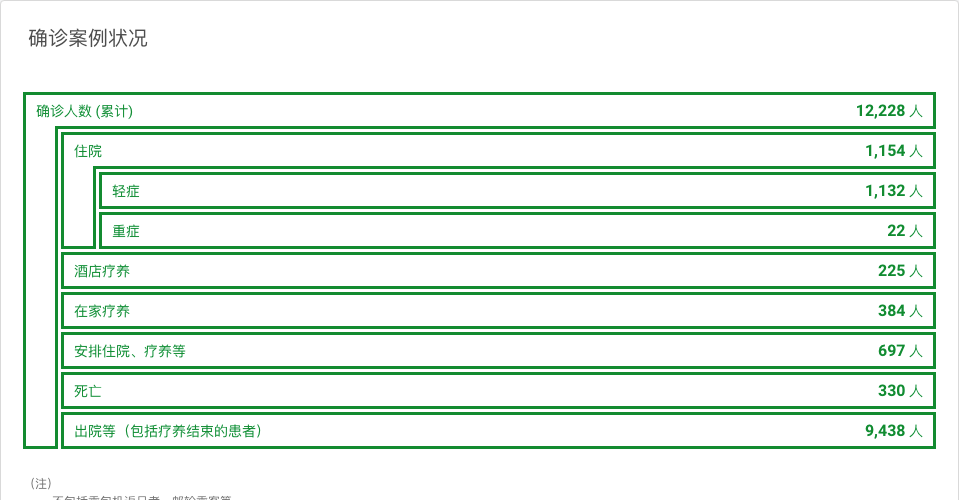 确诊案例状况
确诊人数 (累计) 12,228 人
住院 1,154 人
轻症 1,132 人
重症 22 人
酒店疗养 225 人
在家疗养 384 人
安排住院、疗养等 697 人
死亡 330 人
出院等（包括疗养结束的患者） 9,438 人
(注)